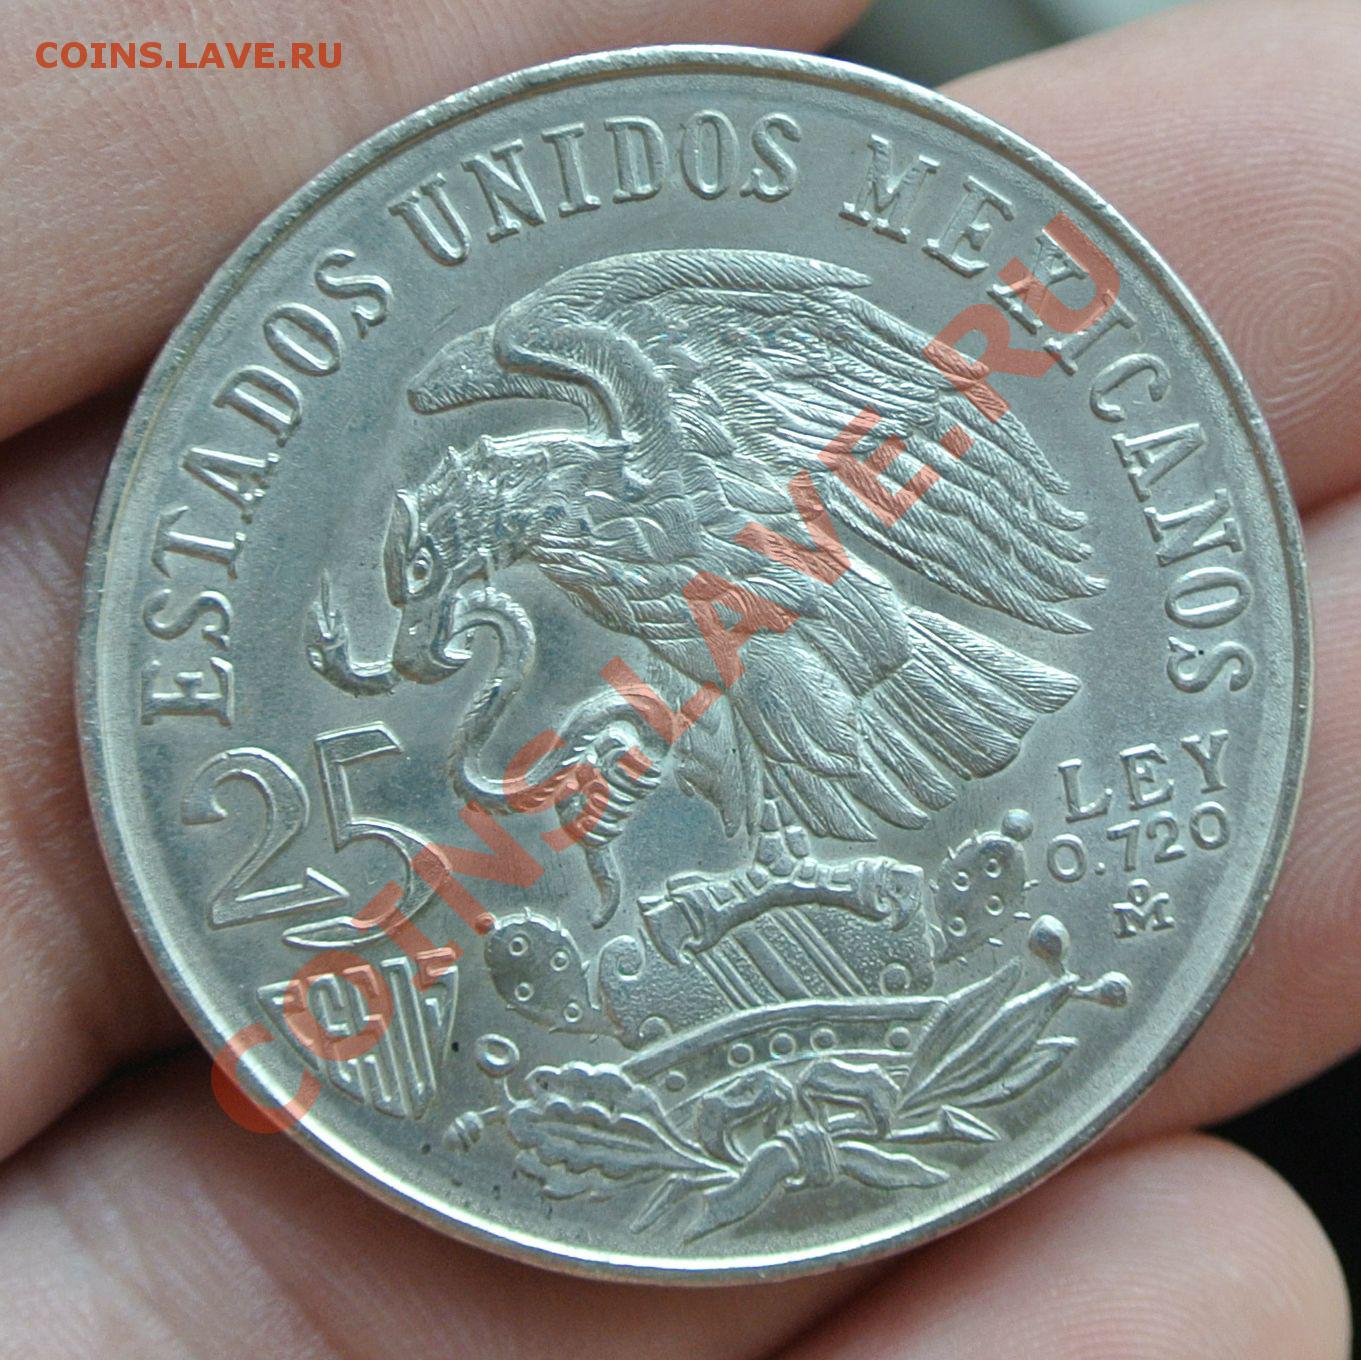 COINS.LAVE.RU
ESTADOS UNIDOS MEXICANOS
25
LEY
0.720
Mo
COINS.LAVE.RU